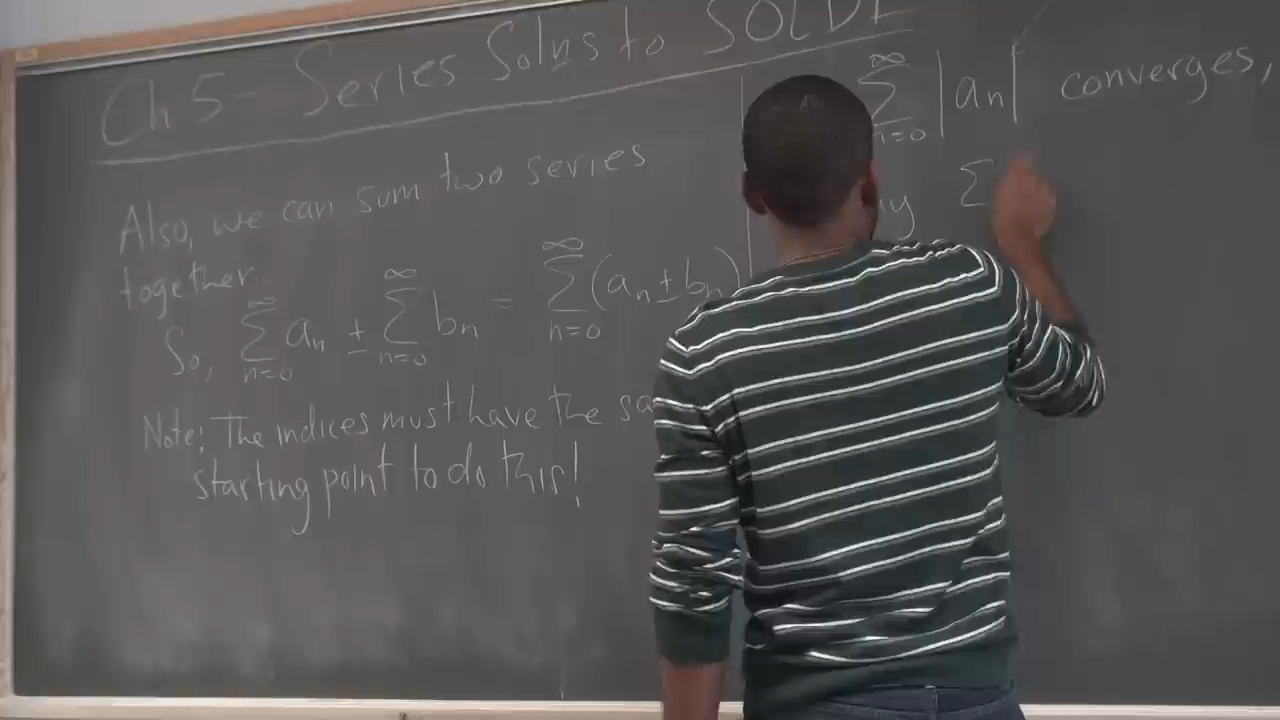 Ch 5 - Series Solns to SOLDE
Also, we can sum two series
together.
So, ∞∑n=0 an ± ∞∑n=0 bn = ∞∑n=0 (an ± bn)
Note: The indices must have the
starting point to do this!
∞∑n=0 |an| converges,
∑